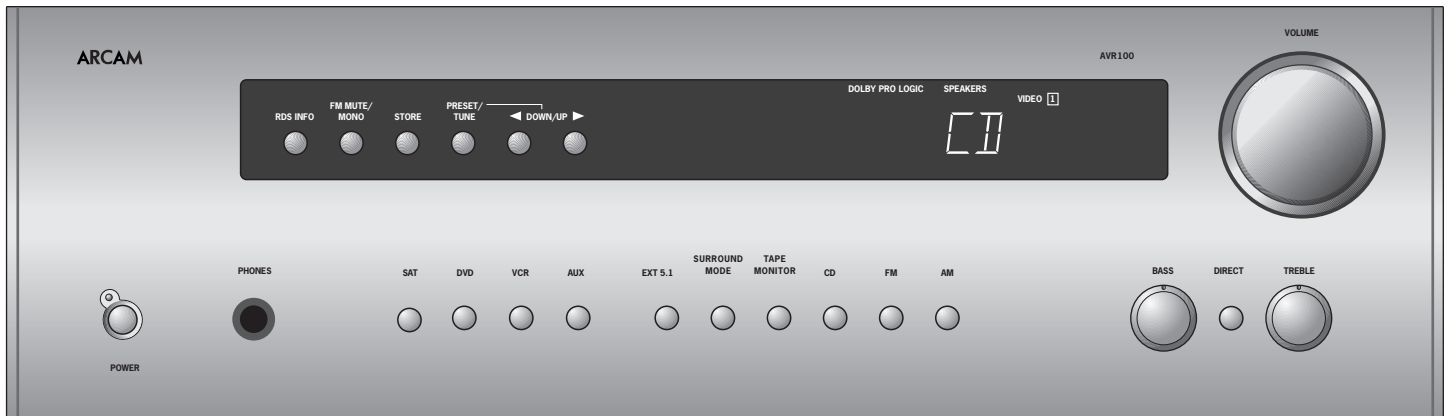 VOLUME
ARCAM
AVR100
DOLBY PRO LOGIC SPEAKERS
VIDEO 1
FM MUTE/ PRESET/
RDS INFO MONO STORE TUNE DOWN/UP
CD
SURROUND TAPE
PHONES SAT DVD VCR AUX EXT 5.1 MODE MONITOR CD FM AM BASS DIRECT TREBLE
POWER